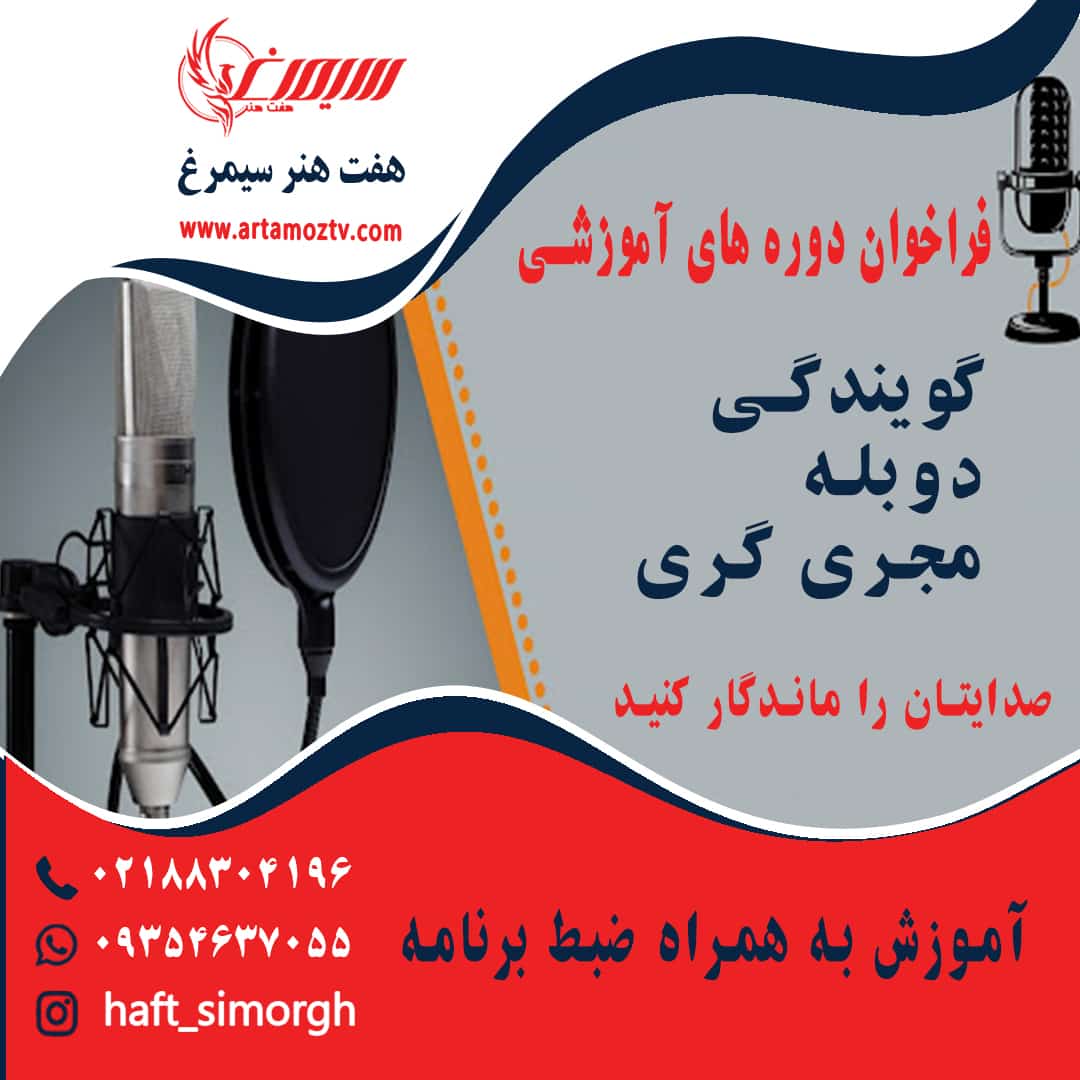 سیمرغ
هفت هنر
هفت هنر سیمرغ
www.artamoztv.com
فراخوان دوره های آموزشی
گویندگی
دوبله
مجری گری
صدایتان را ماندگار کنید
آموزش به همراه ضبط برنامه
۰۲۱۸۸۳۰۴۱۹۶
۰۹۳۵۴۶۳۷۰۵۵
haft_simorgh